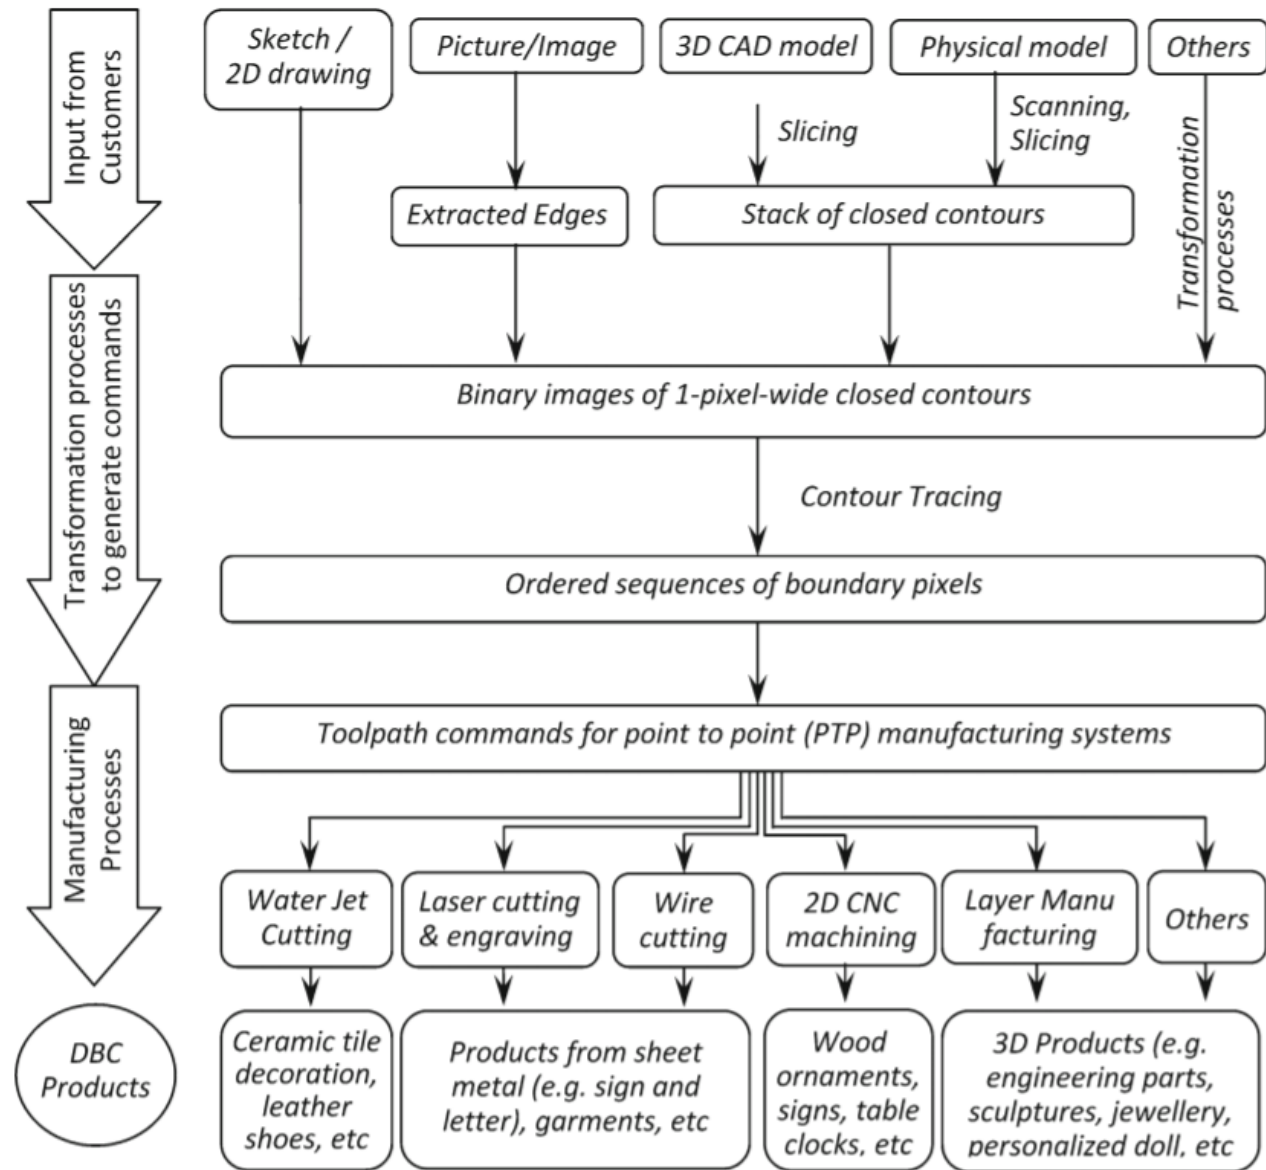 Input from
Customers
Sketch /
2D drawing
Picture/Image
3D CAD model
Physical model
Others
Slicing
Scanning,
Slicing
Transformation
processes
Extracted Edges
Stack of closed contours
Transformation processes
to generate commands
Binary images of 1-pixel-wide closed contours
Contour Tracing
Ordered sequences of boundary pixels
Manufacturing
Processes
Toolpath commands for point to point (PTP) manufacturing systems
Water Jet
Cutting
Laser cutting
& engraving
Wire
cutting
2D CNC
machining
Layer Manu
facturing
Others
DBC
Products
Ceramic tile
decoration,
leather
shoes, etc
Products from sheet
metal (e.g. sign and
letter), garments, etc
Wood
ornaments,
signs, table
clocks, etc
3D Products (e.g.
engineering parts,
sculptures, jewellery,
personalized doll, etc